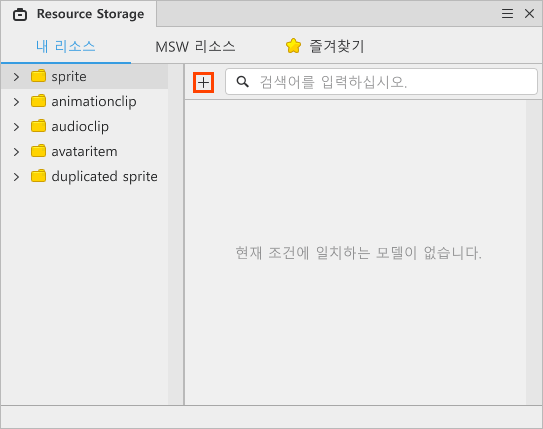 Resource Storage
내 리소스
MSW 리소스
즐겨찾기
sprite
animationclip
audioclip
avataritem
duplicated sprite
검색어를 입력하십시오.
현재 조건에 일치하는 모델이 없습니다.